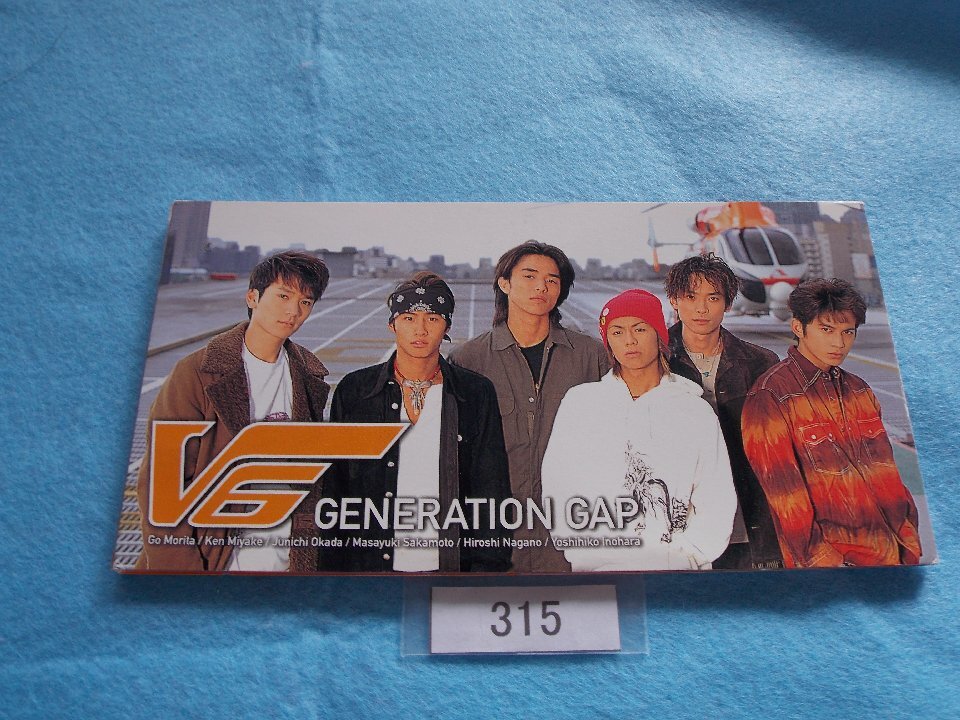 V6
GENERATION GAP
Go Morita / Ken Miyake / Junichi Okada / Masayuki Sakamoto / Hiroshi Nagano / Yoshihiko Inohara
315